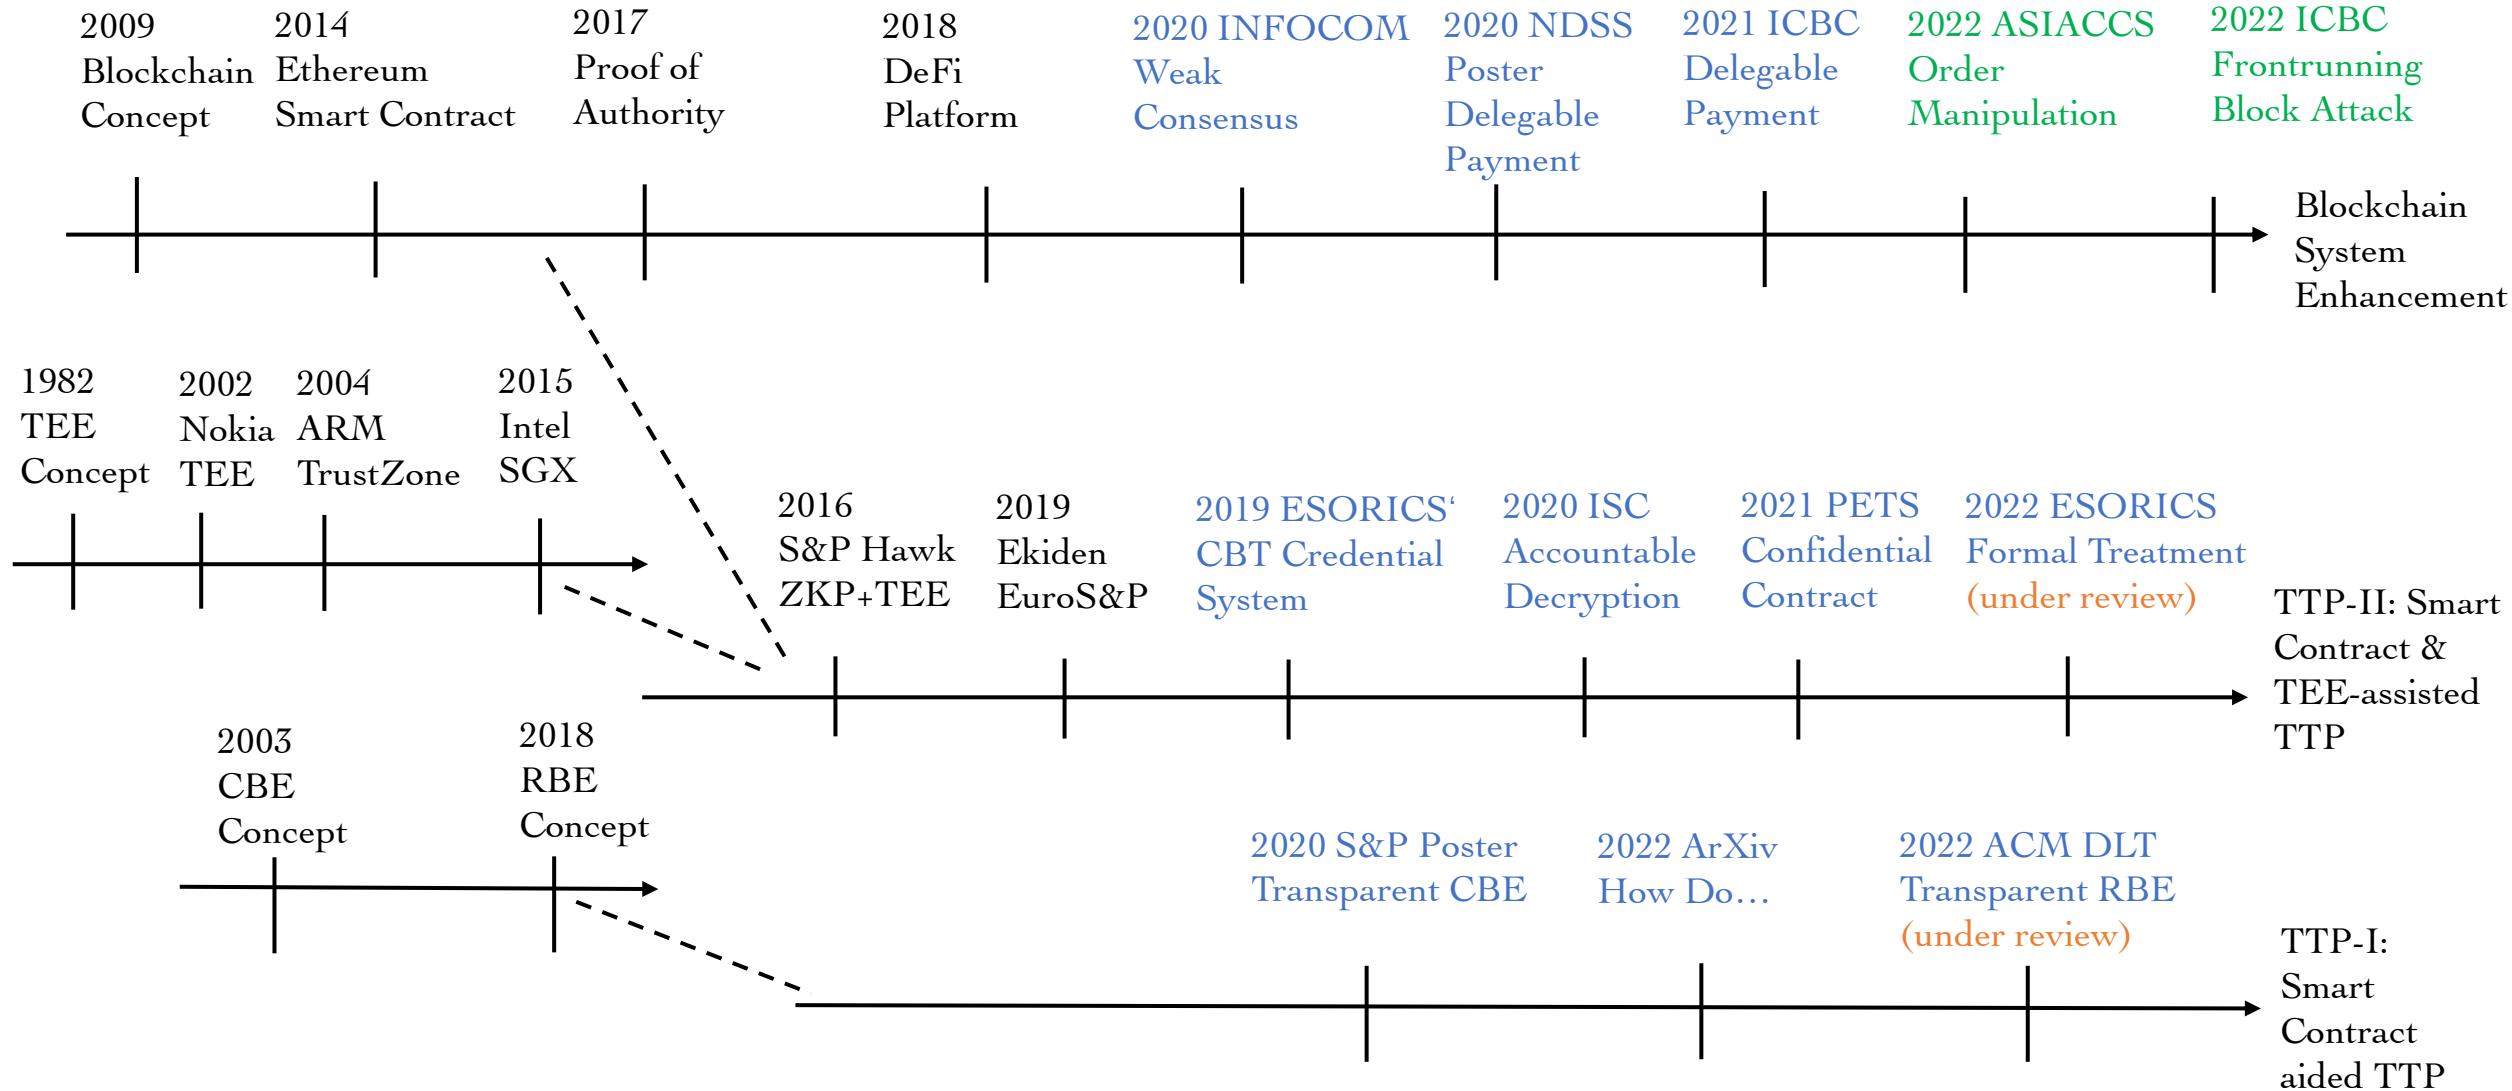 2009
Blockchain
Concept
2014
Ethereum
Smart Contract
2017
Proof of
Authority
2018
DeFi
Platform
2020 INFOCOM
Weak
Consensus
2020 NDSS
Poster
Delegable
Payment
2021 ICBC
Delegable
Payment
2022 ASIACCS
Order
Manipulation
2022 ICBC
Frontrunning
Block Attack
Blockchain
System
Enhancement
1982
TEE
Concept
2002
Nokia
TEE
2004
ARM
TrustZone
2015
Intel
SGX
2016
S&P Hawk
ZKP+TEE
2019
Ekiden
EuroS&P
2019 ESORICS‘
CBT Credential
System
2020 ISC
Accountable
Decryption
2021 PETS
Confidential
Contract
2022 ESORICS
Formal Treatment
(under review)
TTP-II: Smart
Contract &
TEE-assisted
TTP
2003
CBE
Concept
2018
RBE
Concept
2020 S&P Poster
Transparent CBE
2022 ArXiv
How Do…
2022 ACM DLT
Transparent RBE
(under review)
TTP-I:
Smart
Contract
aided TTP